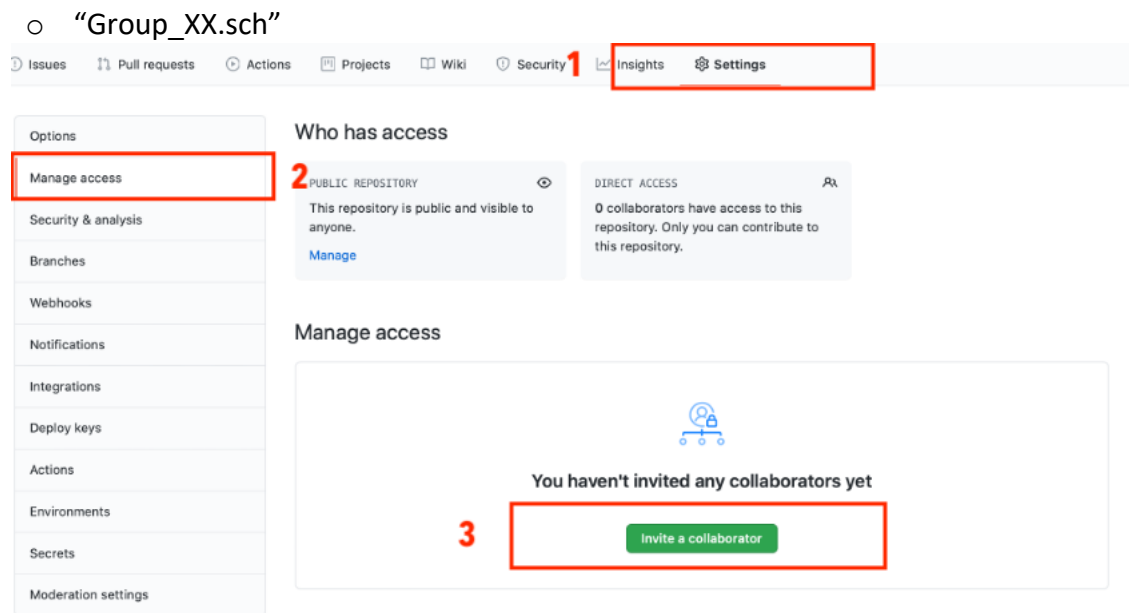 o “Group_XX.sch”
Issues Pull requests Actions Projects Wiki Security 1 Insights Settings
Options
Manage access
Security & analysis
Branches
Webhooks
Notifications
Integrations
Deploy keys
Actions
Environments
Secrets
Moderation settings
Who has access
2
PUBLIC REPOSITORY
This repository is public and visible to
anyone.
Manage
DIRECT ACCESS
0 collaborators have access to this
repository. Only you can contribute to
this repository.
Manage access
You haven't invited any collaborators yet
3
Invite a collaborator